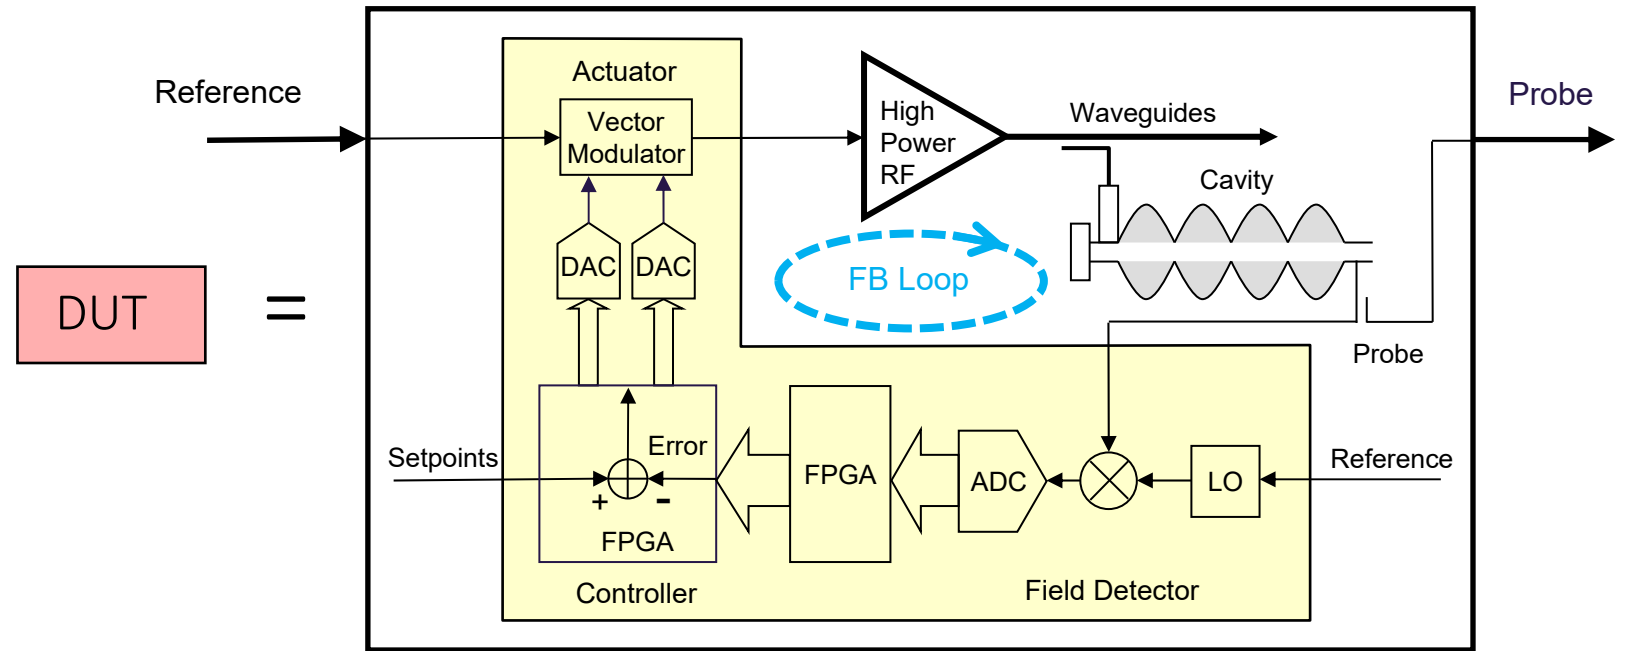 Actuator
Reference
Vector
Modulator
High
Power
RF
Waveguides
Probe
Cavity
DAC
DAC
FB Loop
DUT
=
Probe
Setpoints
Error
+
-
FPGA
FPGA
ADC
LO
Reference
Controller
Field Detector